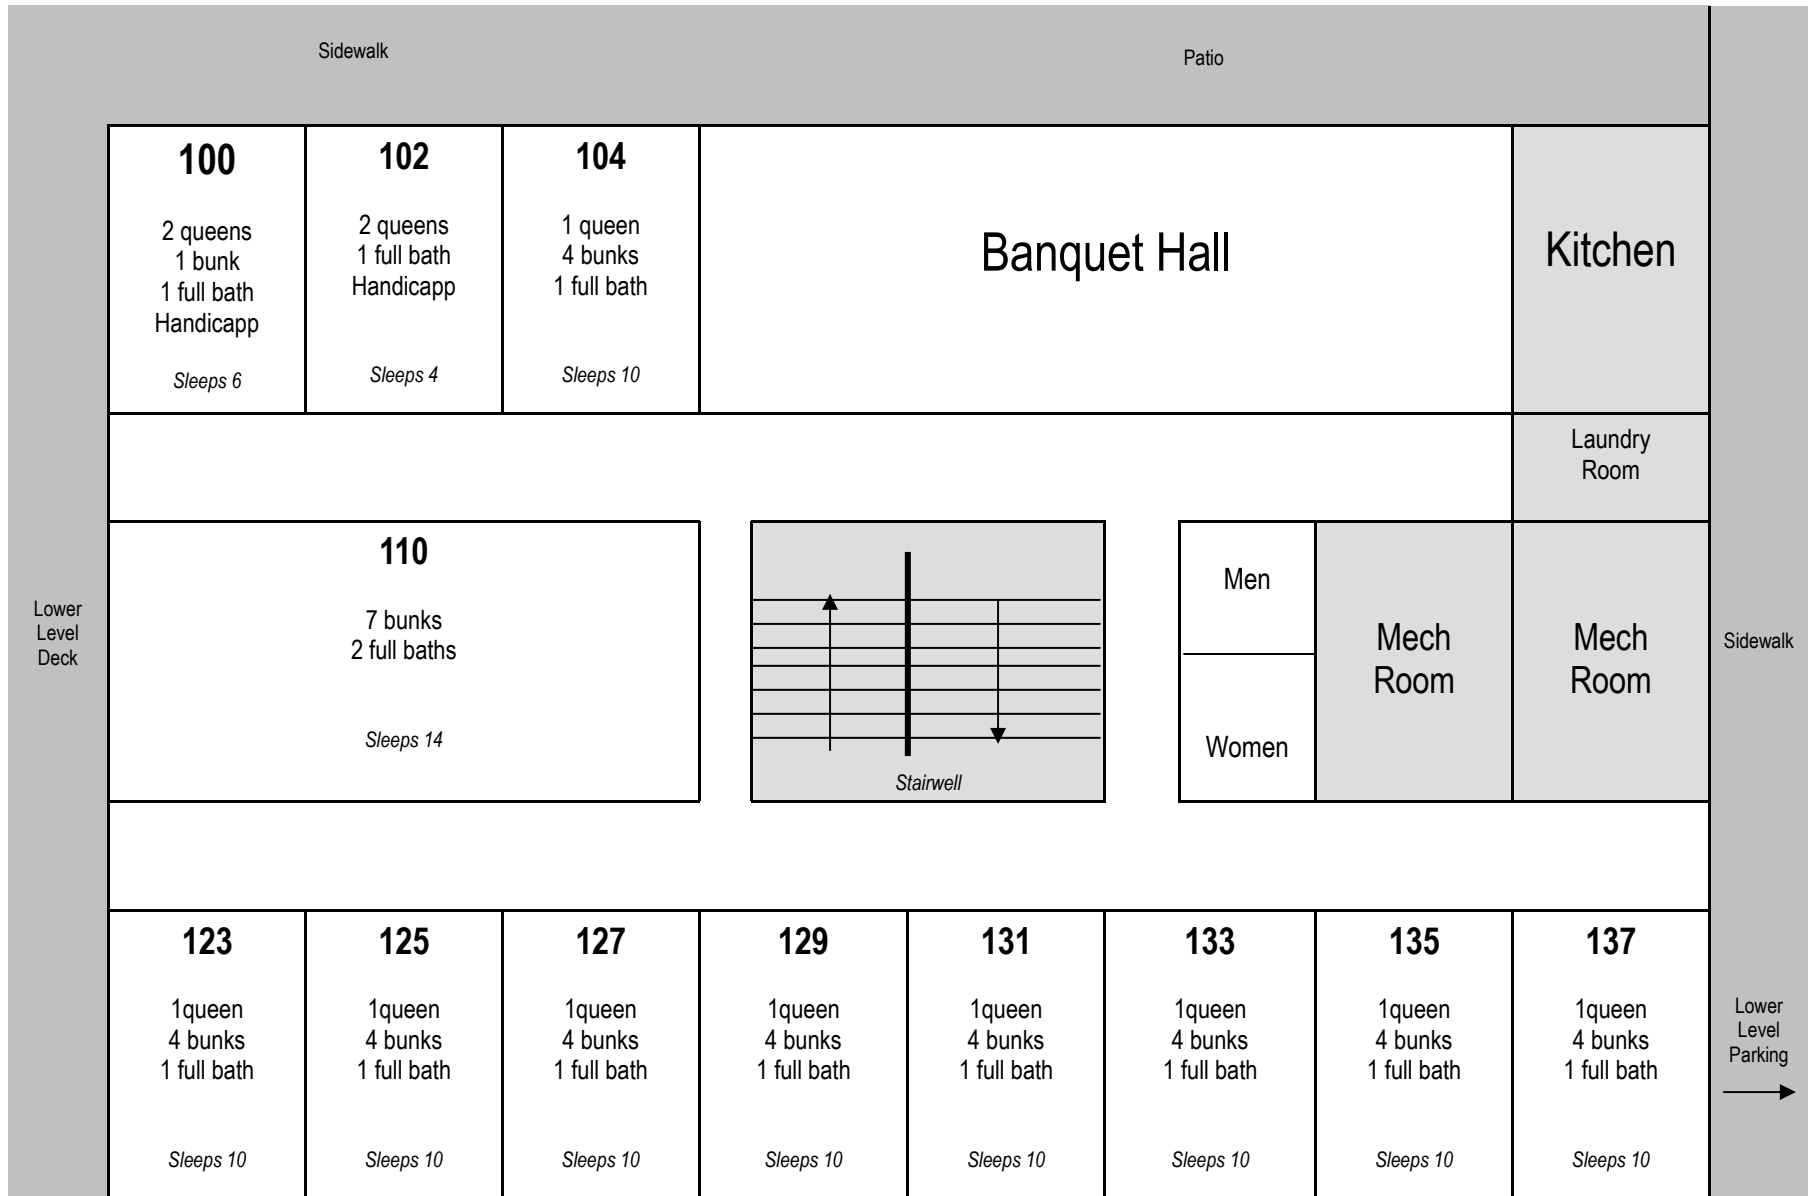 Sidewalk
Patio
100
2 queens
1 bunk
1 full bath
Handicapp
Sleeps 6
102
2 queens
1 full bath
Handicapp
Sleeps 4
104
1 queen
4 bunks
1 full bath
Sleeps 10
Banquet Hall
Kitchen
Laundry
Room
Lower
Level
Deck
110
7 bunks
2 full baths
Sleeps 14
Stairwell
Men
Women
Mech
Room
Mech
Room
Sidewalk
123
1queen
4 bunks
1 full bath
Sleeps 10
125
1queen
4 bunks
1 full bath
Sleeps 10
127
1queen
4 bunks
1 full bath
Sleeps 10
129
1queen
4 bunks
1 full bath
Sleeps 10
131
1queen
4 bunks
1 full bath
Sleeps 10
133
1queen
4 bunks
1 full bath
Sleeps 10
135
1queen
4 bunks
1 full bath
Sleeps 10
137
1queen
4 bunks
1 full bath
Sleeps 10
Lower
Level
Parking